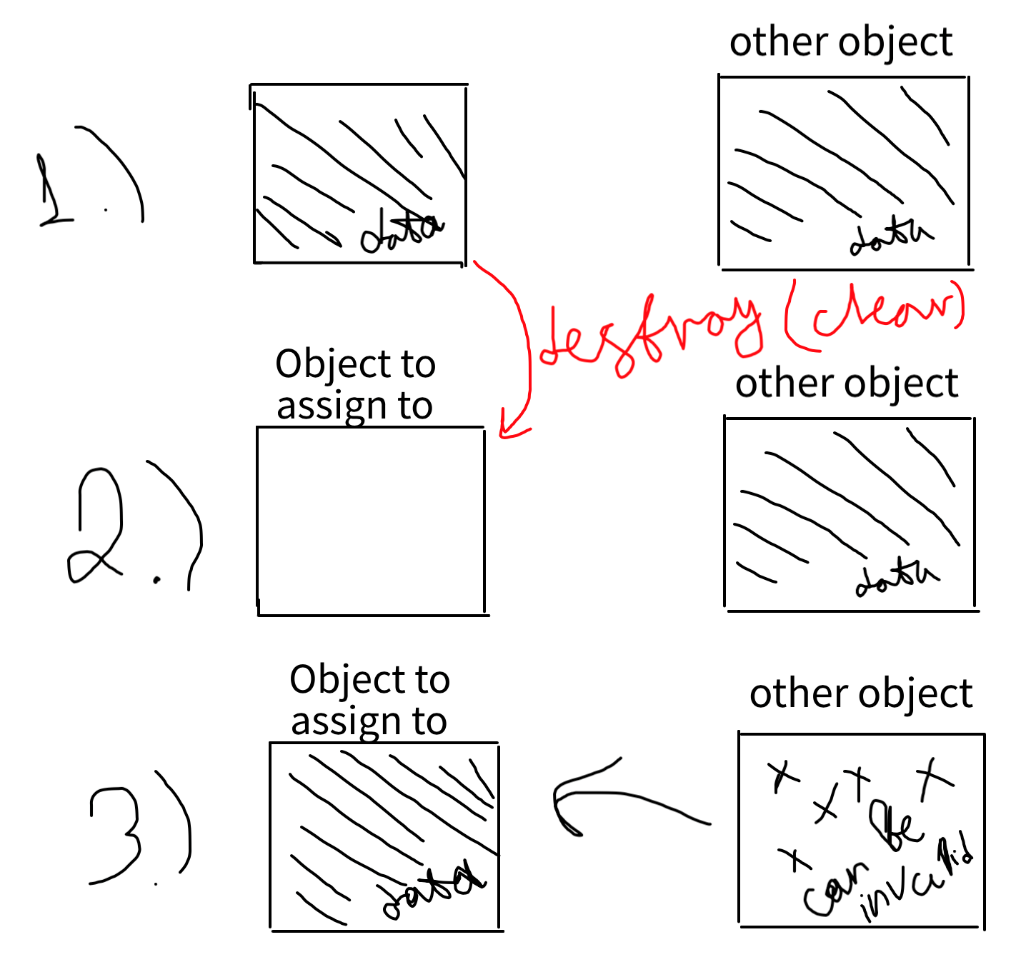 other object
1.)
data
data
destroy (clear)
Object to
assign to
other object
2.)
data
Object to
assign to
other object
3.)
data
can be
invalid